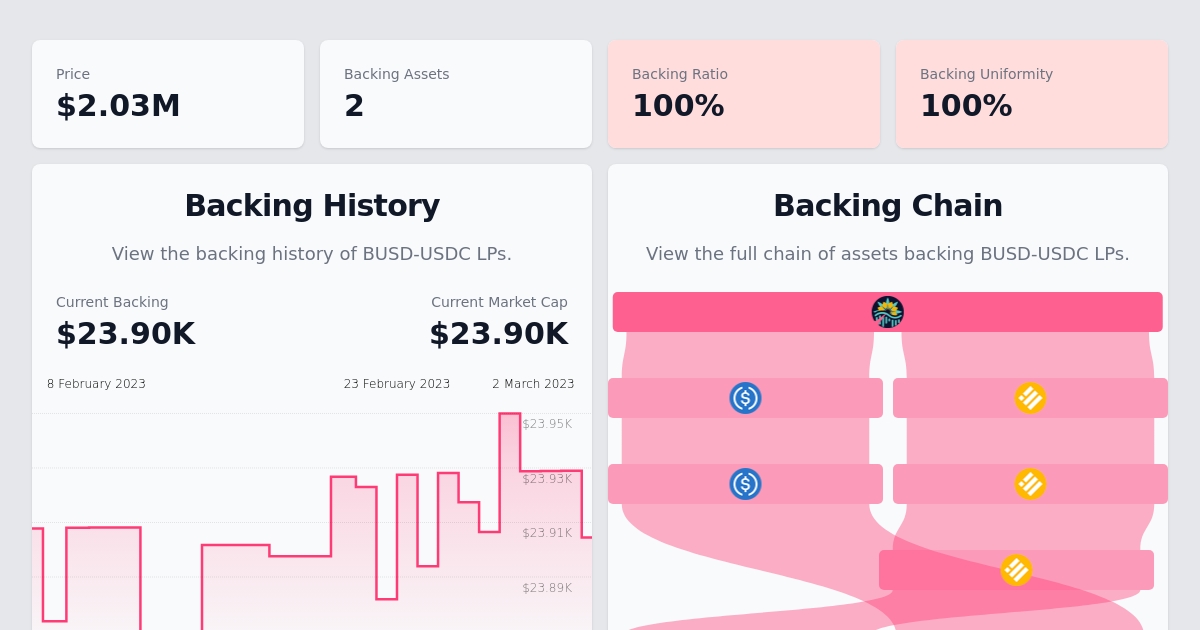 Price
$2.03M
Backing Assets
2
Backing Ratio
100%
Backing Uniformity
100%
Backing History
View the backing history of BUSD-USDC LPs.
Current Backing
$23.90K
Current Market Cap
$23.90K
8 February 2023
23 February 2023
2 March 2023
$23.95K
$23.93K
$23.91K
$23.89K
Backing Chain
View the full chain of assets backing BUSD-USDC LPs.